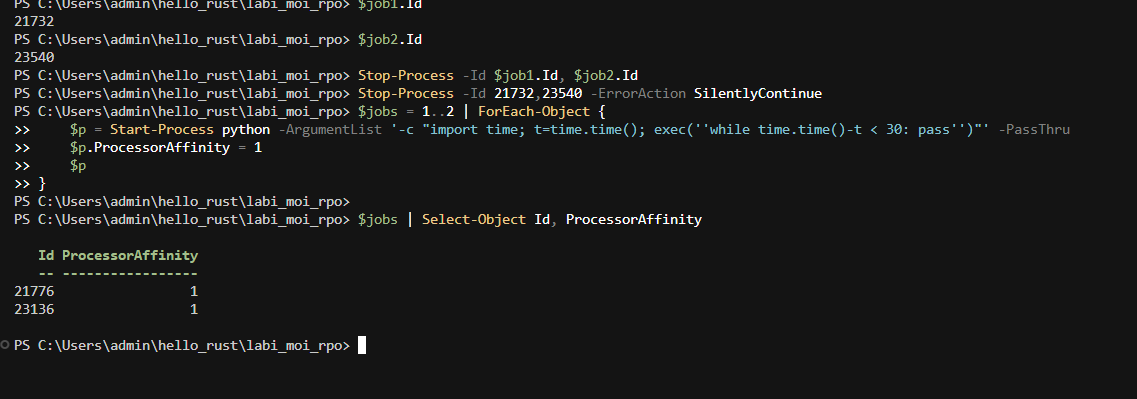 PS C:\Users\admin\hello_rust\labi_moi_rpo> $job1.Id
21732
PS C:\Users\admin\hello_rust\labi_moi_rpo> $job2.Id
23540
PS C:\Users\admin\hello_rust\labi_moi_rpo> Stop-Process -Id $job1.Id, $job2.Id
PS C:\Users\admin\hello_rust\labi_moi_rpo> Stop-Process -Id 21732,23540 -ErrorAction SilentlyContinue
PS C:\Users\admin\hello_rust\labi_moi_rpo> $jobs = 1..2 | ForEach-Object {
>>     $p = Start-Process python -ArgumentList '-c "import time; t=time.time(); exec(''while time.time()-t < 30: pass'')"' -PassThru
>>     $p.ProcessorAffinity = 1
>>     $p
>> }
PS C:\Users\admin\hello_rust\labi_moi_rpo>
PS C:\Users\admin\hello_rust\labi_moi_rpo> $jobs | Select-Object Id, ProcessorAffinity
   Id ProcessorAffinity
   -- -----------------
21776                 1
23136                 1
PS C:\Users\admin\hello_rust\labi_moi_rpo>